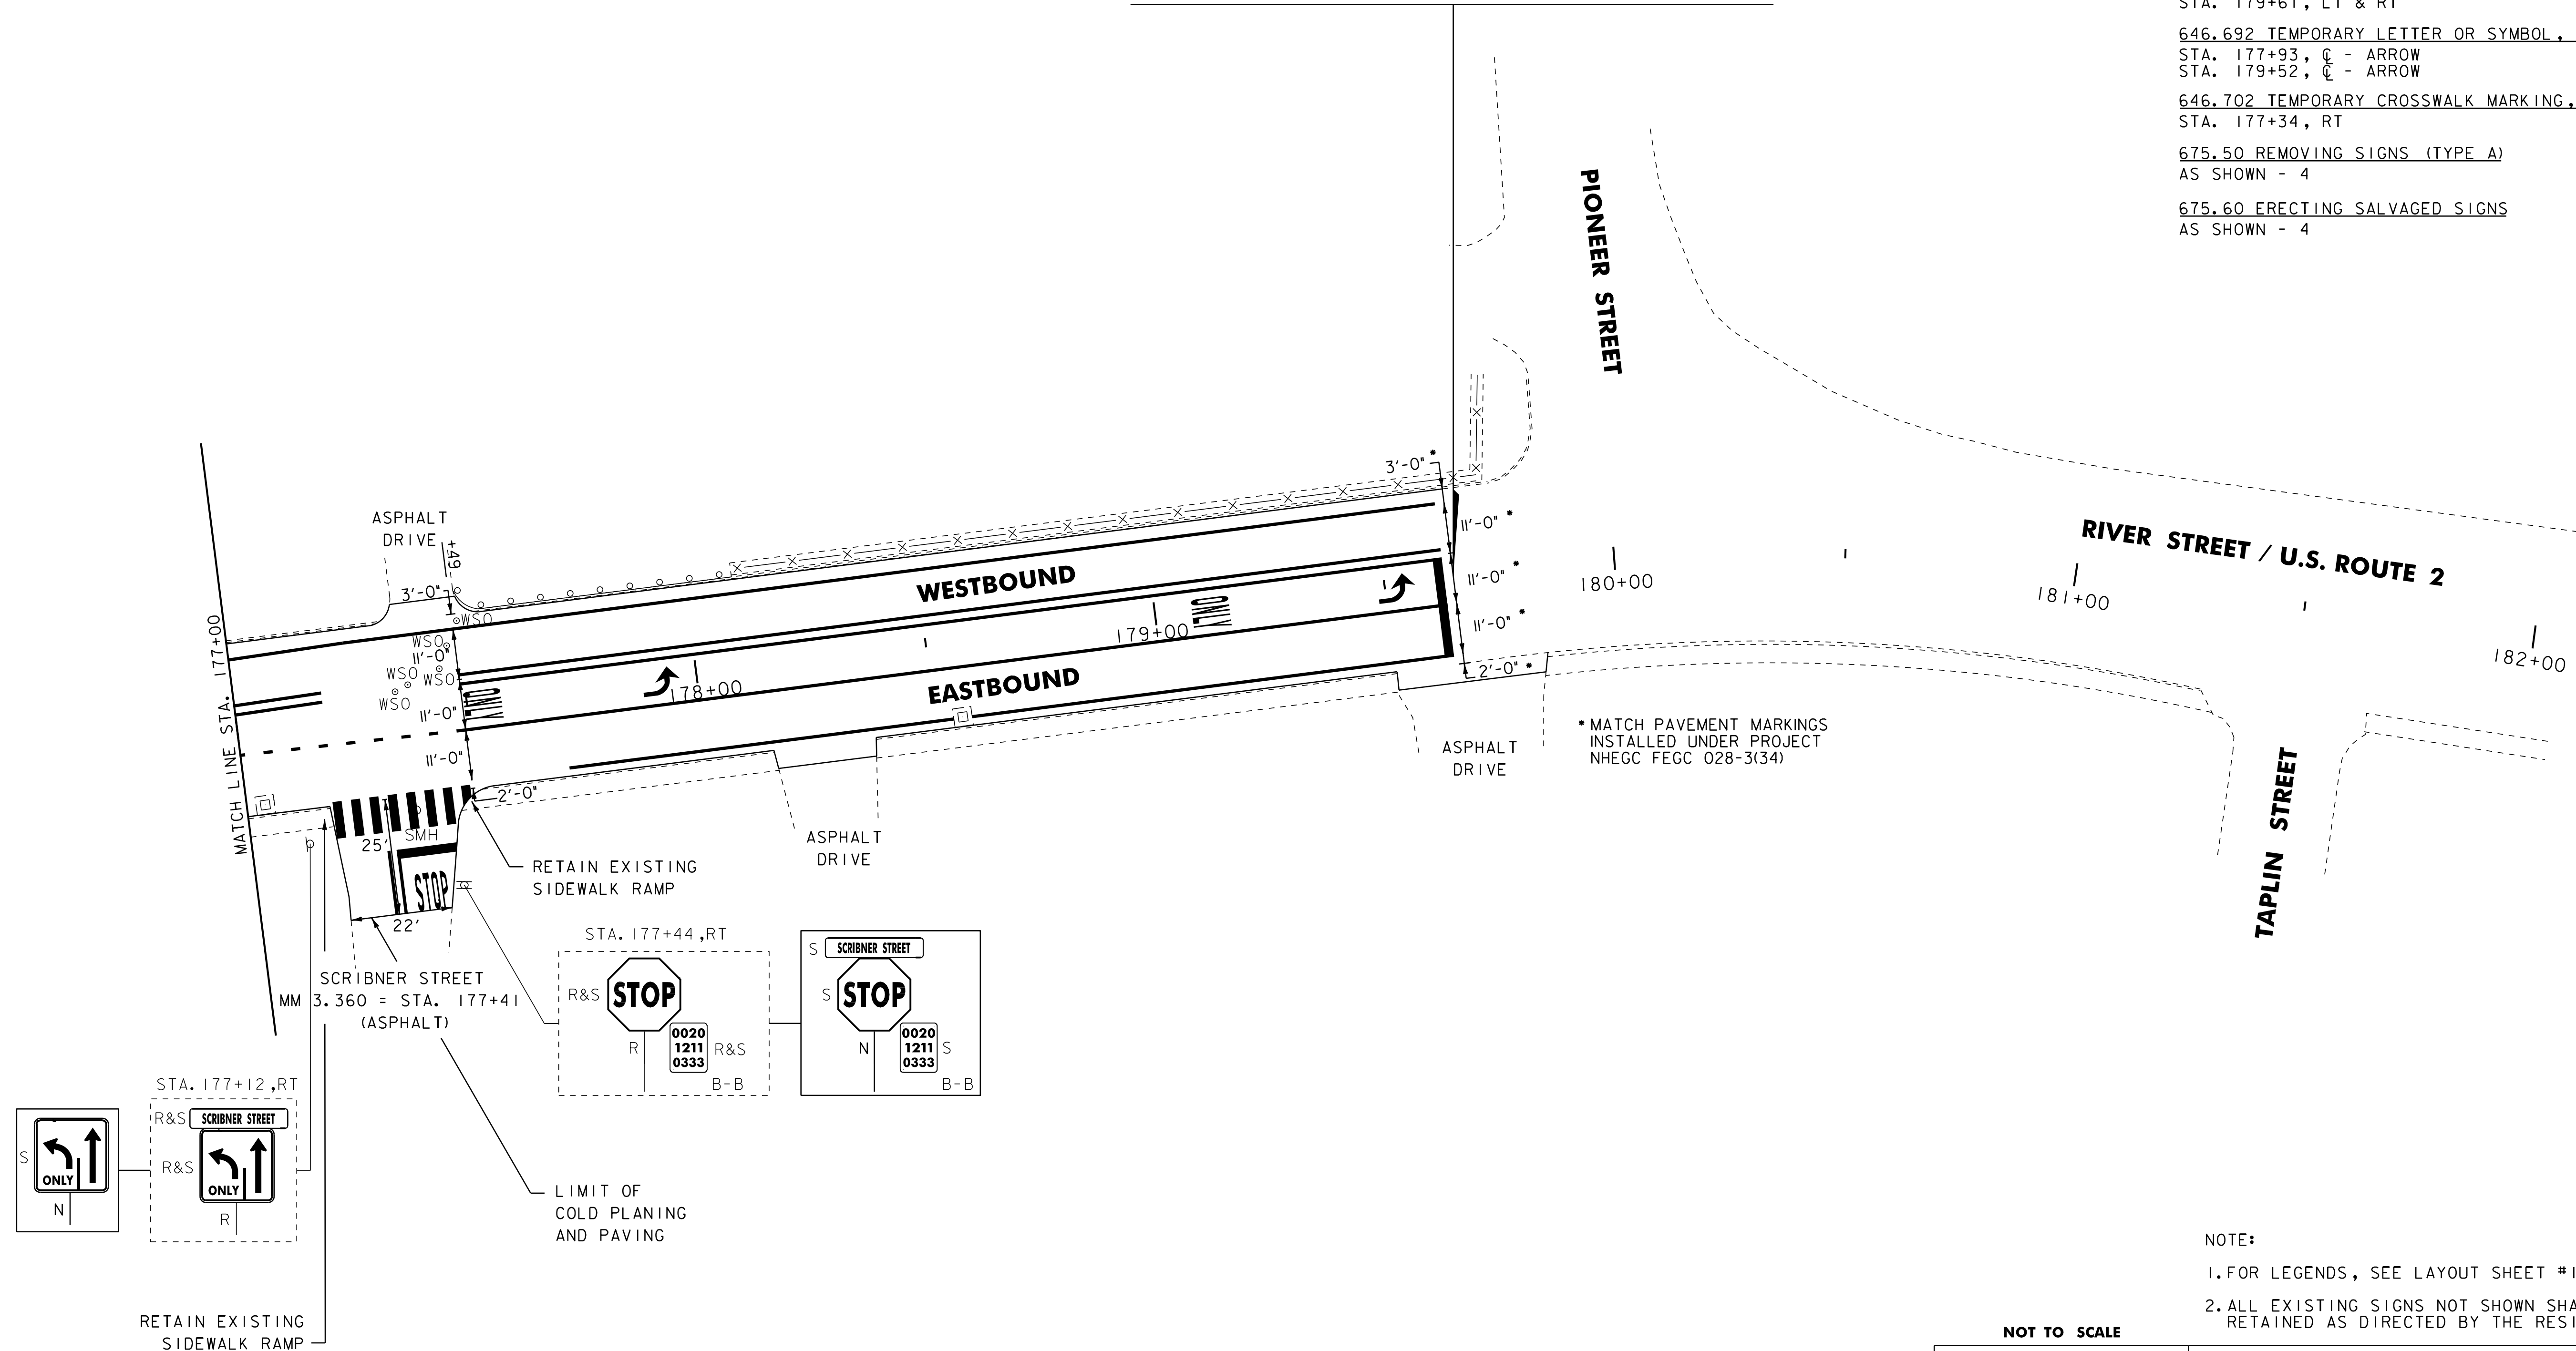 STA. 179+61, LT & RT
646.692 TEMPORARY LETTER OR SYMBOL,
STA. 177+93, ℄ - ARROW
STA. 179+52, ℄ - ARROW
646.702 TEMPORARY CROSSWALK MARKING,
STA. 177+34, RT
675.50 REMOVING SIGNS (TYPE A)
AS SHOWN - 4
675.60 ERECTING SALVAGED SIGNS
AS SHOWN - 4
PIONEER STREET
RIVER STREET / U.S. ROUTE 2
3'-0" *
11'-0" *
11'-0" *
11'-0" *
2'-0" *
180+00
181+00
182+00
ASPHALT
DRIVE
+49
3'-0"
WSO
WSO
WSO
WSO
WSO
11'-0"
11'-0"
11'-0"
2'-0"
WESTBOUND
EASTBOUND
ONLY
178+00
179+00
ONLY
MATCH LINE STA. 177+00
* MATCH PAVEMENT MARKINGS
INSTALLED UNDER PROJECT
NHEGC FEGC 028-3(34)
ASPHALT
DRIVE
ASPHALT
DRIVE
TAPLIN STREET
SMH
25'
STOP
22'
RETAIN EXISTING
SIDEWALK RAMP
SCRIBNER STREET
MM 3.360 = STA. 177+41
(ASPHALT)
STA. 177+44, RT
R&S
STOP
R
0020
1211
0333
R&S
B-B
S
SCRIBNER STREET
S
STOP
N
0020
1211
0333
S
B-B
STA. 177+12, RT
S
ONLY
N
R&S
SCRIBNER STREET
R&S
ONLY
R
LIMIT OF
COLD PLANING
AND PAVING
RETAIN EXISTING
SIDEWALK RAMP
NOTE:
1. FOR LEGENDS, SEE LAYOUT SHEET #1
2. ALL EXISTING SIGNS NOT SHOWN SHA
RETAINED AS DIRECTED BY THE RESI
NOT TO SCALE